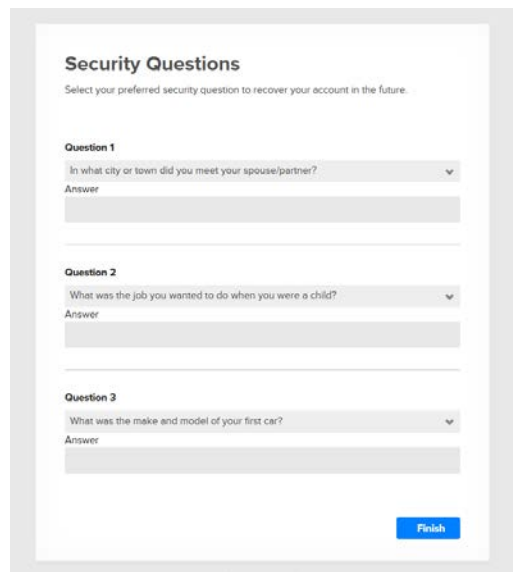 Security Questions
Select your preferred security question to recover your account in the future.
Question 1
In what city or town did you meet your spouse/partner?
Answer
Question 2
What was the job you wanted to do when you were a child?
Answer
Question 3
What was the make and model of your first car?
Answer
Finish